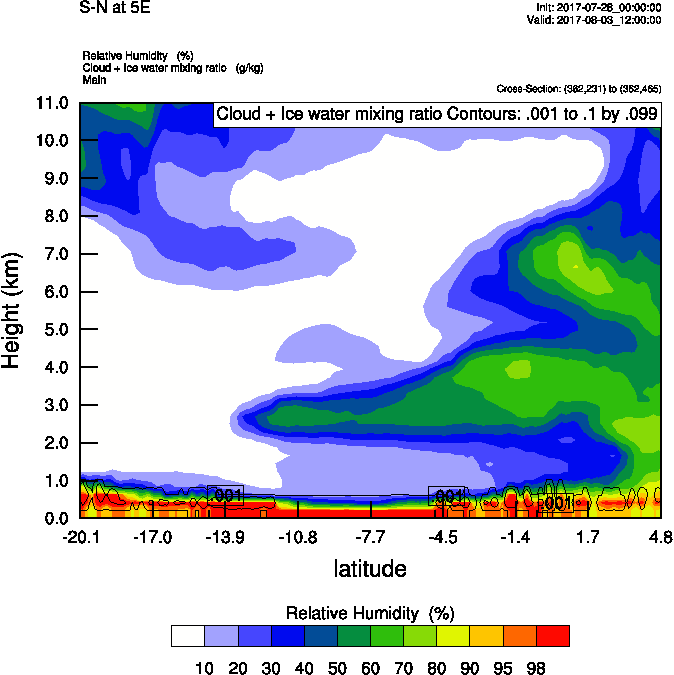 S-N at 5E
Init: 2017-07-28_00:00:00
Valid: 2017-08-03_12:00:00
Relative Humidity (%)
Cloud + Ice water mixing ratio (g/kg)
Main
Cross-Section: (362,231) to (362,465)
Cloud + Ice water mixing ratio Contours: .001 to .1 by .099
11.0
10.0
9.0
8.0
7.0
6.0
5.0
4.0
3.0
2.0
1.0
0.0
Height (km)
.001 .001 .001
-20.1 -17.0 -13.9 -10.8 -7.7 -4.5 -1.4 1.7 4.8
latitude
Relative Humidity (%)
10 20 30 40 50 60 70 80 90 95 98